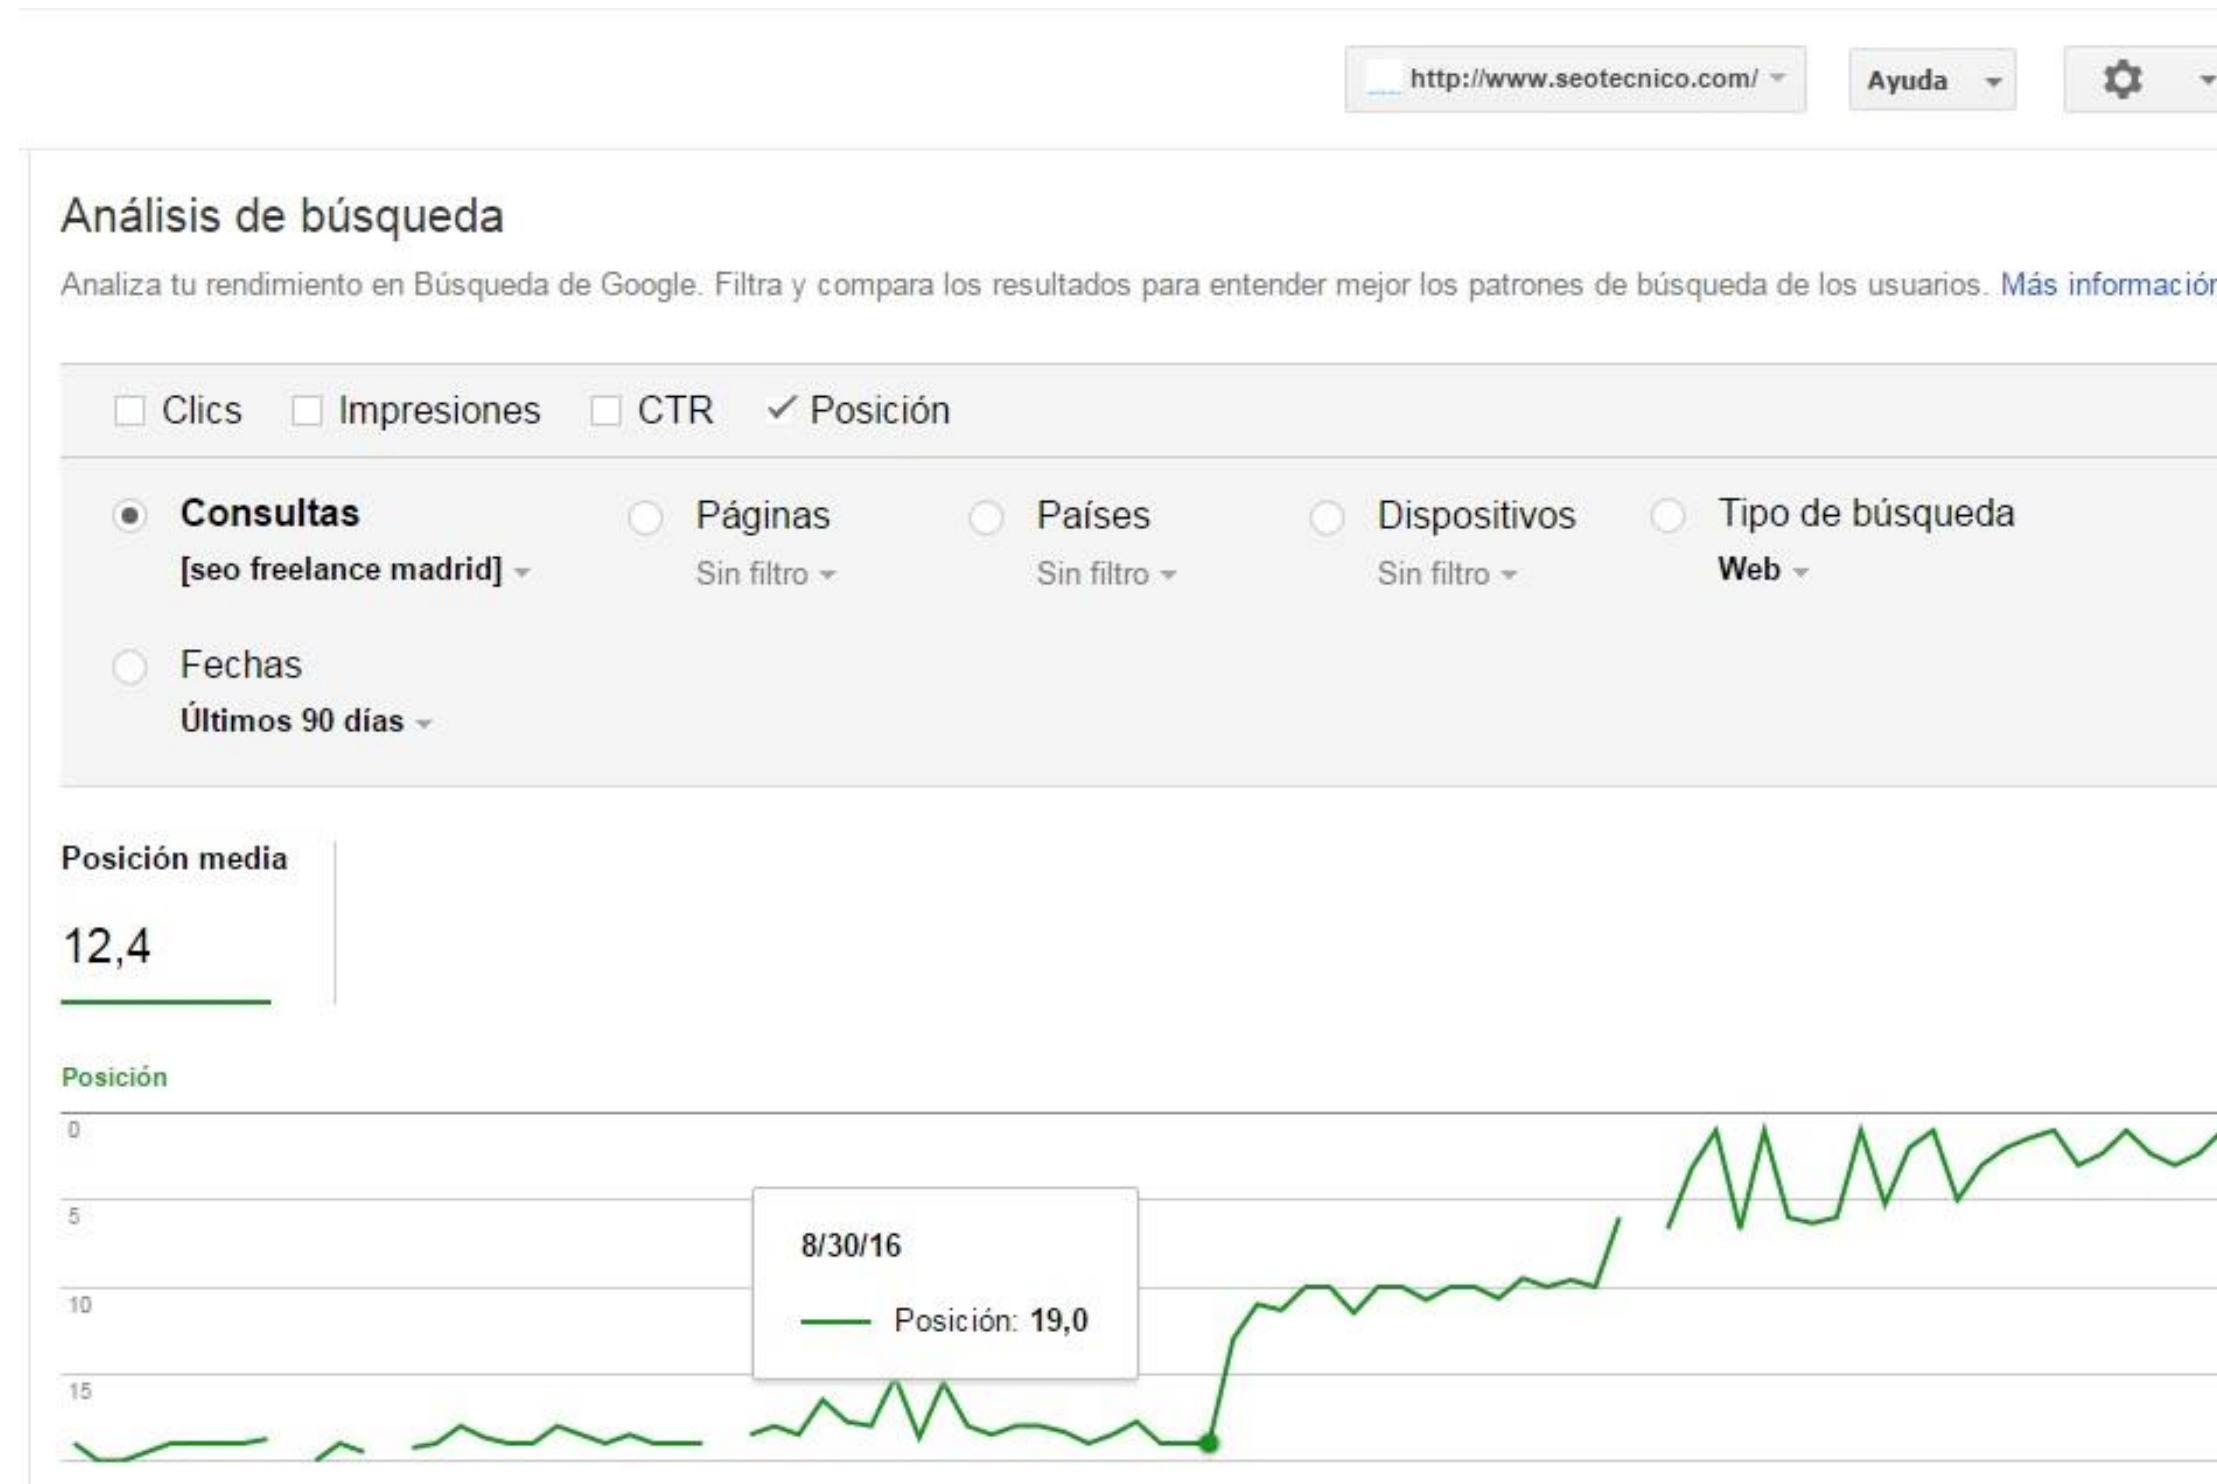 http://www.seotecnico.com/ Ayuda
Análisis de búsqueda
Analiza tu rendimiento en Búsqueda de Google. Filtra y compara los resultados para entender mejor los patrones de búsqueda de los usuarios. Más información
Clics Impresiones CTR Posición
Consultas Páginas Países Dispositivos Tipo de búsqueda
[seo freelance madrid] Sin filtro Sin filtro Sin filtro Web
Fechas
Últimos 90 días
Posición media
12,4
Posición
0
5
8/30/16
10
Posición: 19,0
15